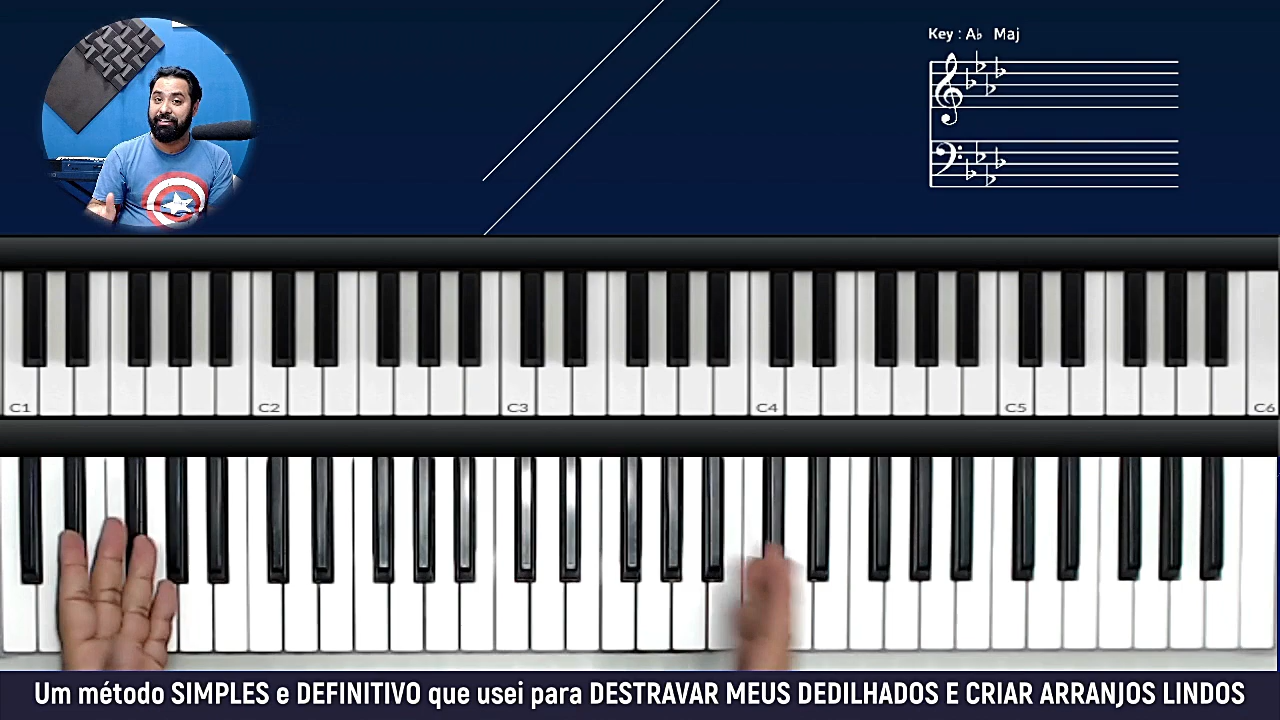 Key : A♭ Maj
C1 C2 C3 C4 C5 C6
Um método SIMPLES e DEFINITIVO que usei para DESTRAVAR MEUS DEDILHADOS E CRIAR ARRANJOS LINDOS